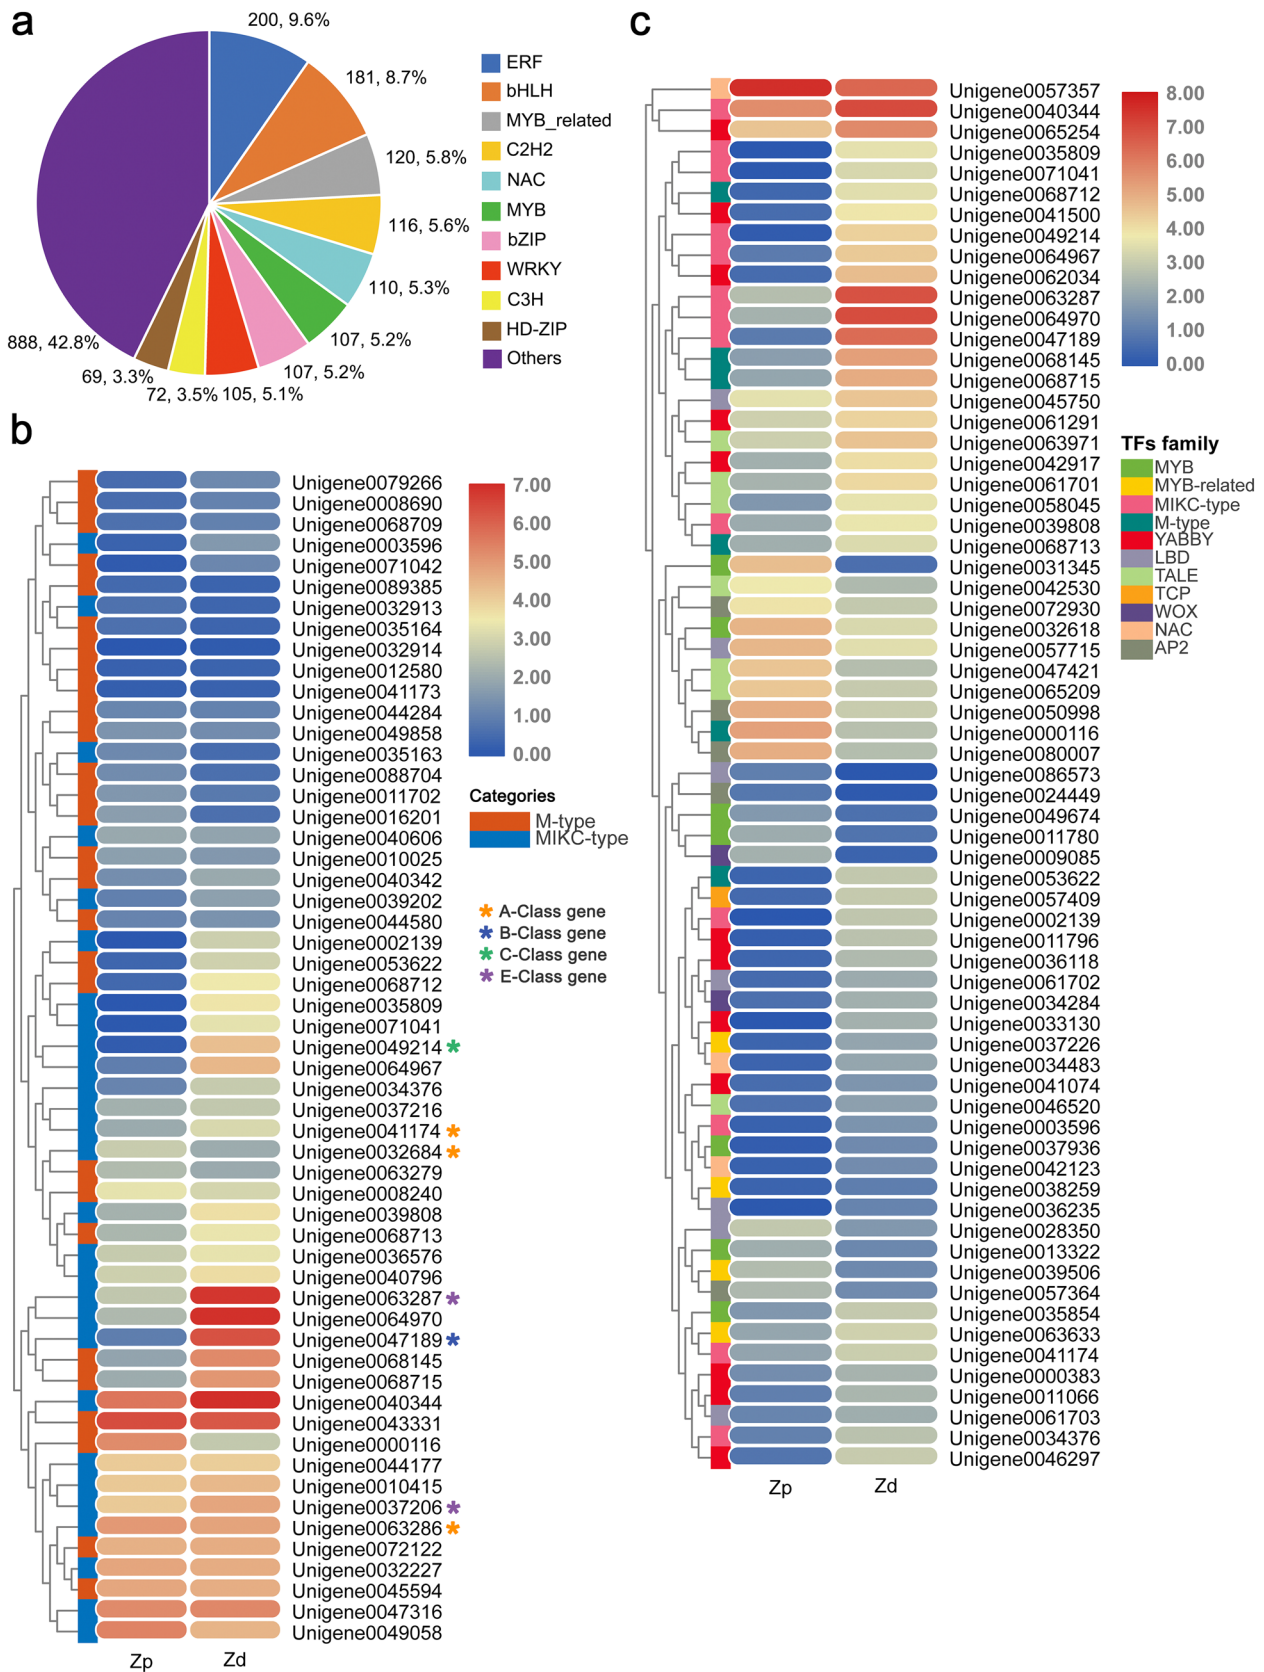 a
200, 9.6%
181, 8.7%
120, 5.8%
116, 5.6%
110, 5.3%
107, 5.2%
107, 5.2%
105, 5.1%
72, 3.5%
69, 3.3%
888, 42.8%
ERF
bHLH
MYB_related
C2H2
NAC
MYB
bZIP
WRKY
C3H
HD-ZIP
Others
b
Unigene0079266
Unigene0008690
Unigene0068709
Unigene0003596
Unigene0071042
Unigene0089385
Unigene0032913
Unigene0035164
Unigene0032914
Unigene0012580
Unigene0041173
Unigene0044284
Unigene0049858
Unigene0035163
Unigene0088704
Unigene0011702
Unigene0016201
Unigene0040606
Unigene0010025
Unigene0040342
Unigene0039202
Unigene0044580
Unigene0002139
Unigene0053622
Unigene0068712
Unigene0035809
Unigene0071041
Unigene0049214 *
Unigene0064967
Unigene0034376
Unigene0037216
Unigene0041174 *
Unigene0032684 *
Unigene0063279
Unigene0008240
Unigene0039808
Unigene0068713
Unigene0036576
Unigene0040796
Unigene0063287 *
Unigene0064970
Unigene0047189 *
Unigene0068145
Unigene0068715
Unigene0040344
Unigene0043331
Unigene0000116
Unigene0044177
Unigene0010415
Unigene0037206 *
Unigene0063286 *
Unigene0072122
Unigene0032227
Unigene0045594
Unigene0047316
Unigene0049058
Zp Zd
7.00
6.00
5.00
4.00
3.00
2.00
1.00
0.00
Categories
M-type
MIKC-type
* A-Class gene
* B-Class gene
* C-Class gene
* E-Class gene
c
Unigene0057357
Unigene0040344
Unigene0065254
Unigene0035809
Unigene0071041
Unigene0068712
Unigene0041500
Unigene0049214
Unigene0064967
Unigene0062034
Unigene0063287
Unigene0064970
Unigene0047189
Unigene0068145
Unigene0068715
Unigene0045750
Unigene0061291
Unigene0063971
Unigene0042917
Unigene0061701
Unigene0058045
Unigene0039808
Unigene0068713
Unigene0031345
Unigene0042530
Unigene0072930
Unigene0032618
Unigene0057715
Unigene0047421
Unigene0065209
Unigene0050998
Unigene0000116
Unigene0080007
Unigene0086573
Unigene0024449
Unigene0049674
Unigene0011780
Unigene0009085
Unigene0053622
Unigene0057409
Unigene0002139
Unigene0011796
Unigene0036118
Unigene0061702
Unigene0034284
Unigene0033130
Unigene0037226
Unigene0034483
Unigene0041074
Unigene0046520
Unigene0003596
Unigene0037936
Unigene0042123
Unigene0038259
Unigene0036235
Unigene0028350
Unigene0013322
Unigene0039506
Unigene0057364
Unigene0035854
Unigene0063633
Unigene0041174
Unigene0000383
Unigene0011066
Unigene0061703
Unigene0034376
Unigene0046297
Zp Zd
8.00
7.00
6.00
5.00
4.00
3.00
2.00
1.00
0.00
TFs family
MYB
MYB-related
MIKC-type
M-type
YABBY
LBD
TALE
TCP
WOX
NAC
AP2